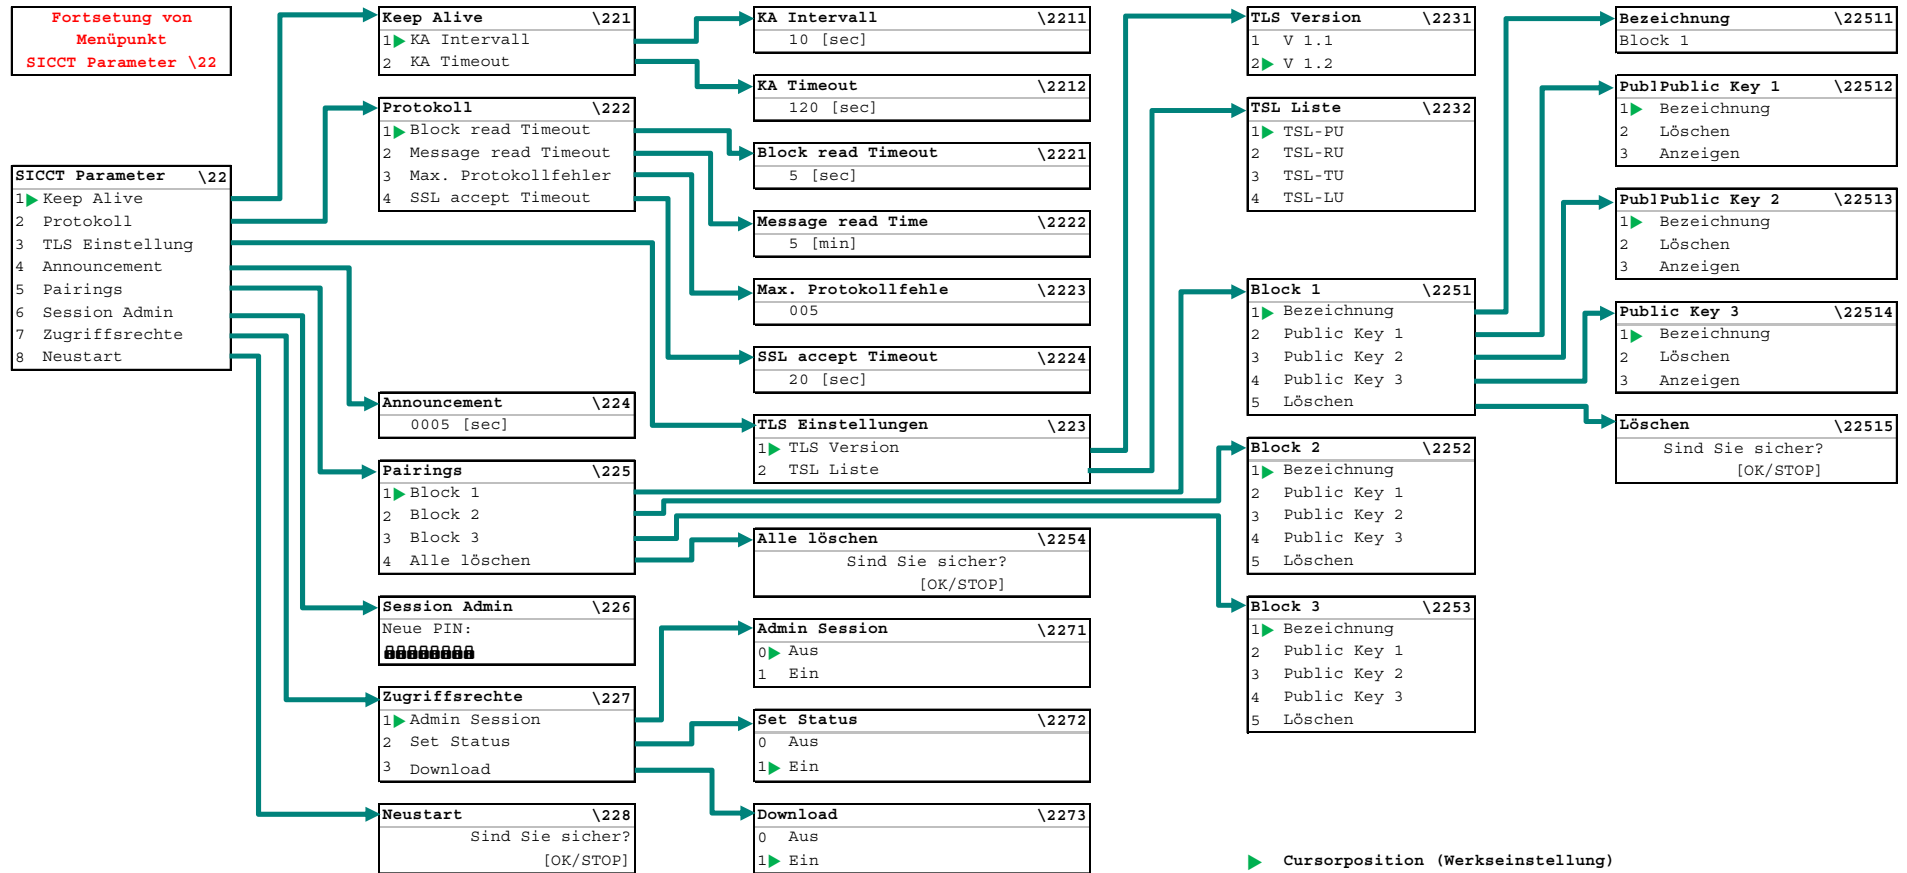 Fortsetung von
Menüpunkt
SICCT Parameter \22
SICCT Parameter \22
1 Keep Alive
2 Protokoll
3 TLS Einstellung
4 Announcement
5 Pairings
6 Session Admin
7 Zugriffsrechte
8 Neustart
Keep Alive \221
1 KA Intervall
2 KA Timeout
Protokoll \222
1 Block read Timeout
2 Message read Timeout
3 Max. Protokollfehler
4 SSL accept Timeout
Announcement \224
0005 [sec]
Pairings \225
1 Block 1
2 Block 2
3 Block 3
4 Alle löschen
Session Admin \226
Neue PIN:
Zugriffsrechte \227
1 Admin Session
2 Set Status
3 Download
Neustart \228
Sind Sie sicher?
[OK/STOP]
KA Intervall \2211
10 [sec]
KA Timeout \2212
120 [sec]
Block read Timeout \2221
5 [sec]
Message read Time \2222
5 [min]
Max. Protokollfehle \2223
005
SSL accept Timeout \2224
20 [sec]
TLS Einstellungen \223
1 TLS Version
2 TSL Liste
Alle löschen \2254
Sind Sie sicher?
[OK/STOP]
Admin Session \2271
0 Aus
1 Ein
Set Status \2272
0 Aus
1 Ein
Download \2273
0 Aus
1 Ein
TLS Version \2231
1 V 1.1
2 V 1.2
TSL Liste \2232
1 TSL-PU
2 TSL-RU
3 TSL-TU
4 TSL-LU
Block 1 \2251
1 Bezeichnung
2 Public Key 1
3 Public Key 2
4 Public Key 3
5 Löschen
Block 2 \2252
1 Bezeichnung
2 Public Key 1
3 Public Key 2
4 Public Key 3
5 Löschen
Block 3 \2253
1 Bezeichnung
2 Public Key 1
3 Public Key 2
4 Public Key 3
5 Löschen
Bezeichnung \22511
Block 1
Publ Public Key 1 \22512
1 Bezeichnung
2 Löschen
3 Anzeigen
Publ Public Key 2 \22513
1 Bezeichnung
2 Löschen
3 Anzeigen
Public Key 3 \22514
1 Bezeichnung
2 Löschen
3 Anzeigen
Löschen \22515
Sind Sie sicher?
[OK/STOP]
Cursorposition (Werkseinstellung)